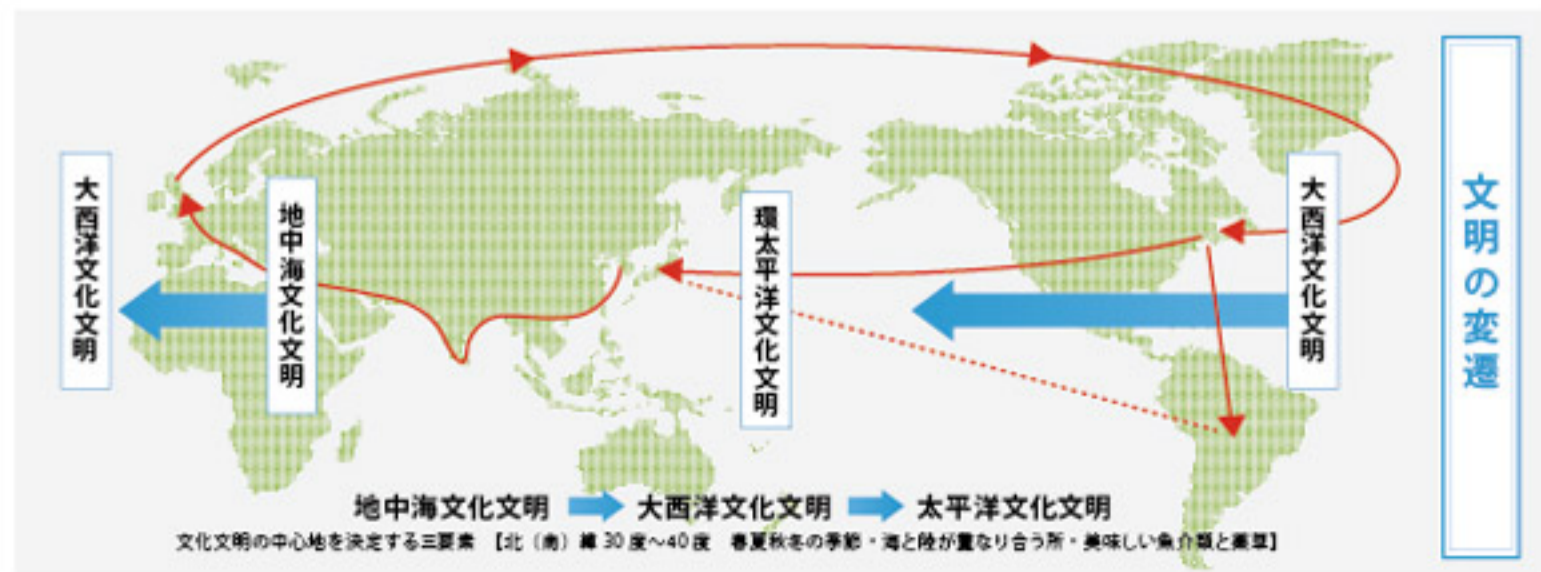 大西洋文化文明
地中海文化文明
環太平洋文化文明
大西洋文化文明
文明の変遷
地中海文化文明 大西洋文化文明 太平洋文化文明
文化文明の中心地を決定する三要素 【北（南）緯30度～40度 春夏秋冬の季節・海と陸が重なり合う所・美味しい魚介類と薬草】